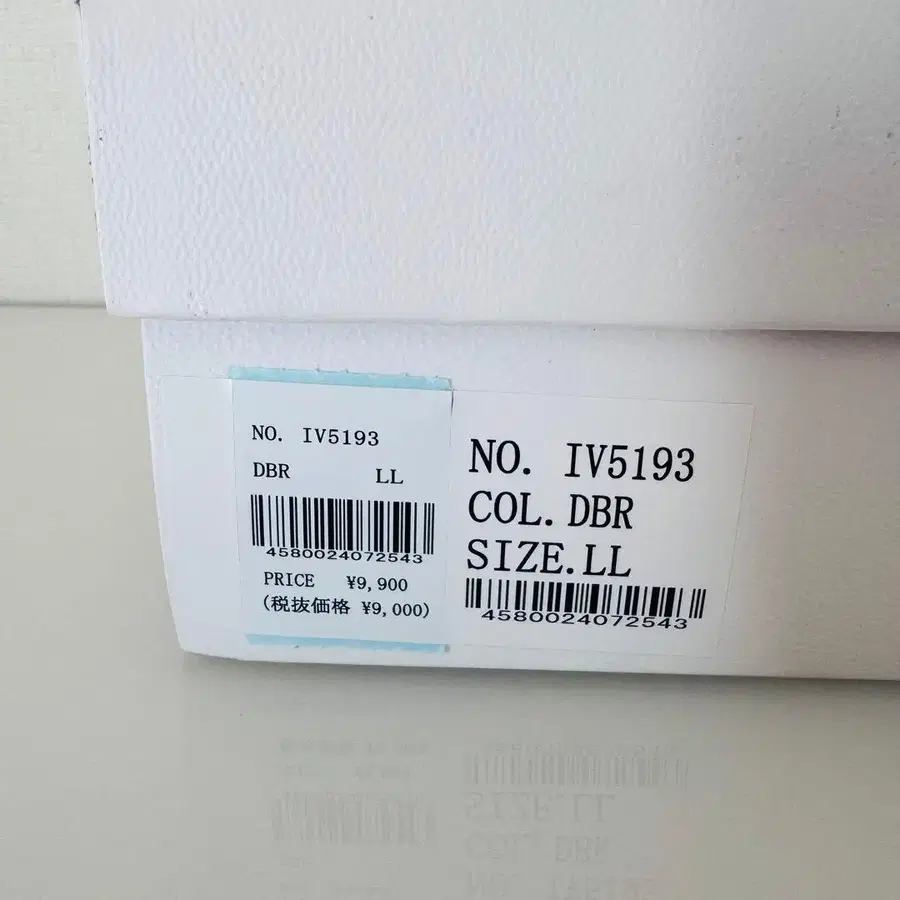 NO. IV5193
DBR LL
4580024072543
PRICE ¥9,900
(税抜価格 ¥9,000)
NO. IV5193
COL. DBR
SIZE.LL
4580024072543